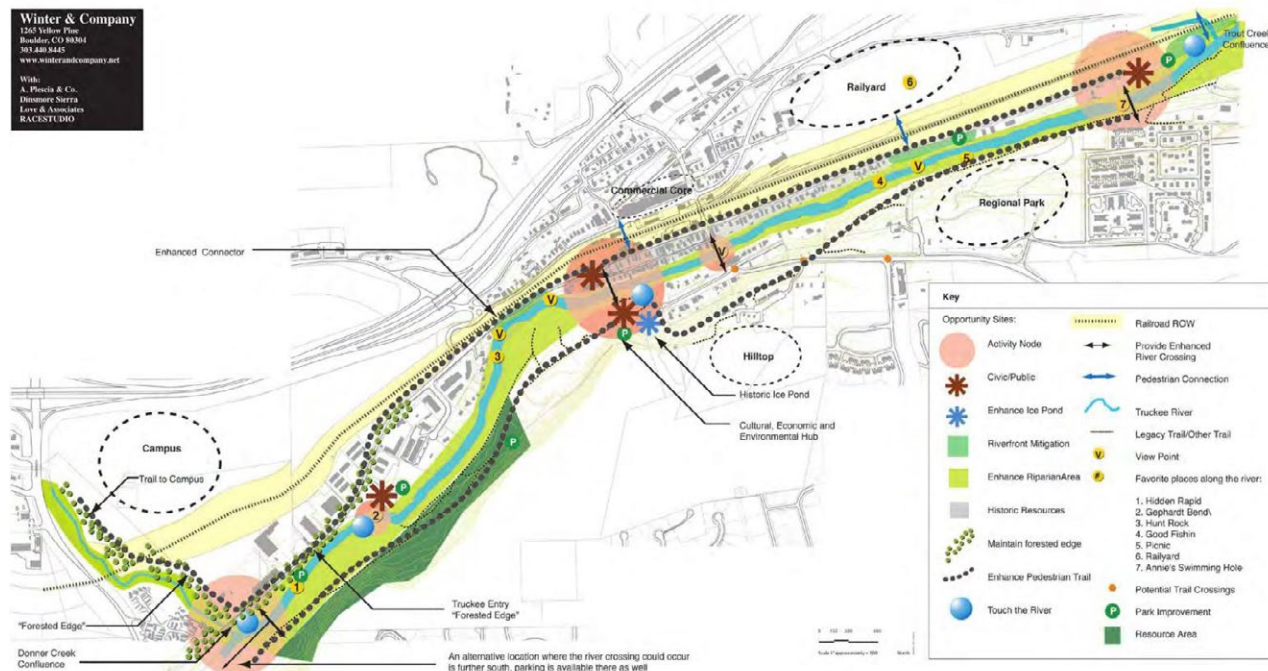 Winter & Company
1265 Yellow Pine
Boulder, CO 80304
303.440.8445
www.winterandcompany.net
With:
A. Plescia & Co.
Dinsmore Sierra
Love & Associates
RACESTUDIO
Trout Creek
Confluence
P
Railyard
6
7
P
5
V
4
Commercial Core
Regional Park
Enhanced Connector
V
V
V
3
P
Hilltop
Historic Ice Pond
Cultural, Economic and
Environmental Hub
P
Campus
Trail to Campus
P
2
P
1
Truckee Entry
"Forested Edge"
"Forested Edge"
Donner Creek
Confluence
An alternative location where the river crossing could occur
is further south, parking is available there as well
Key
Opportunity Sites:
Activity Node
Civic/Public
Enhance Ice Pond
Riverfront Mitigation
Enhance RiparianArea
Historic Resources
Maintain forested edge
Enhance Pedestrian Trail
Touch the River
Railroad ROW
Provide Enhanced
River Crossing
Pedestrian Connection
Truckee River
Legacy Trail/Other Trail
V
View Point
#
Favorite places along the river:
1. Hidden Rapid
2. Gephardt Bend\
3. Hunt Rock
4. Good Fishin
5. Picnic
6. Railyard
7. Annie's Swimming Hole
Potential Trail Crossings
P
Park Improvement
Resource Area